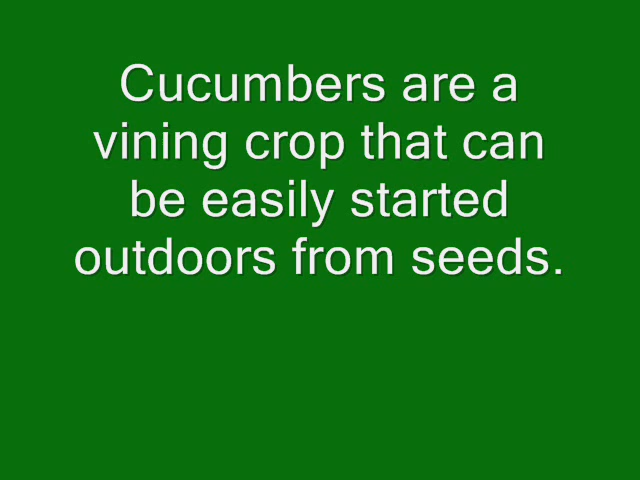 Cucumbers are a
vining crop that can
be easily started
outdoors from seeds.